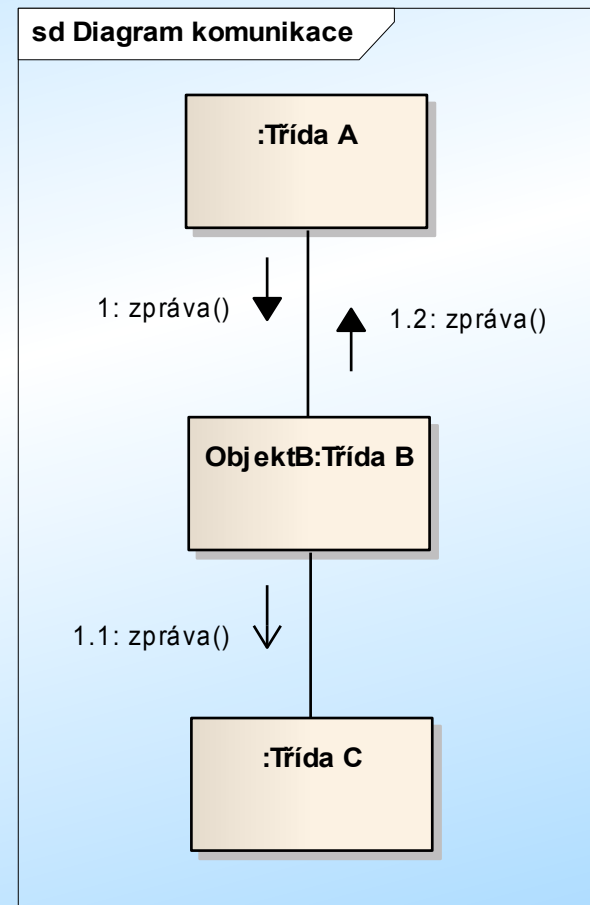 sd Diagram komunikace
:Třída A
1: zpráva()
1.2: zpráva()
ObjektB:Třída B
1.1: zpráva()
:Třída C